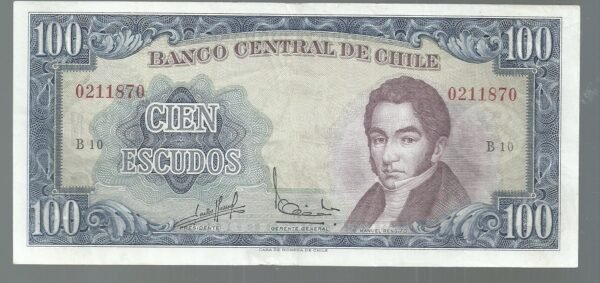 100 100
BANCO CENTRAL DE CHILE
0211870 0211870
CIEN
B 10 B 10
ESCUDOS
PRESIDENTE GERENTE GENERAL MANUEL RENGIFO
100 100
CASA DE MONEDA DE CHILE